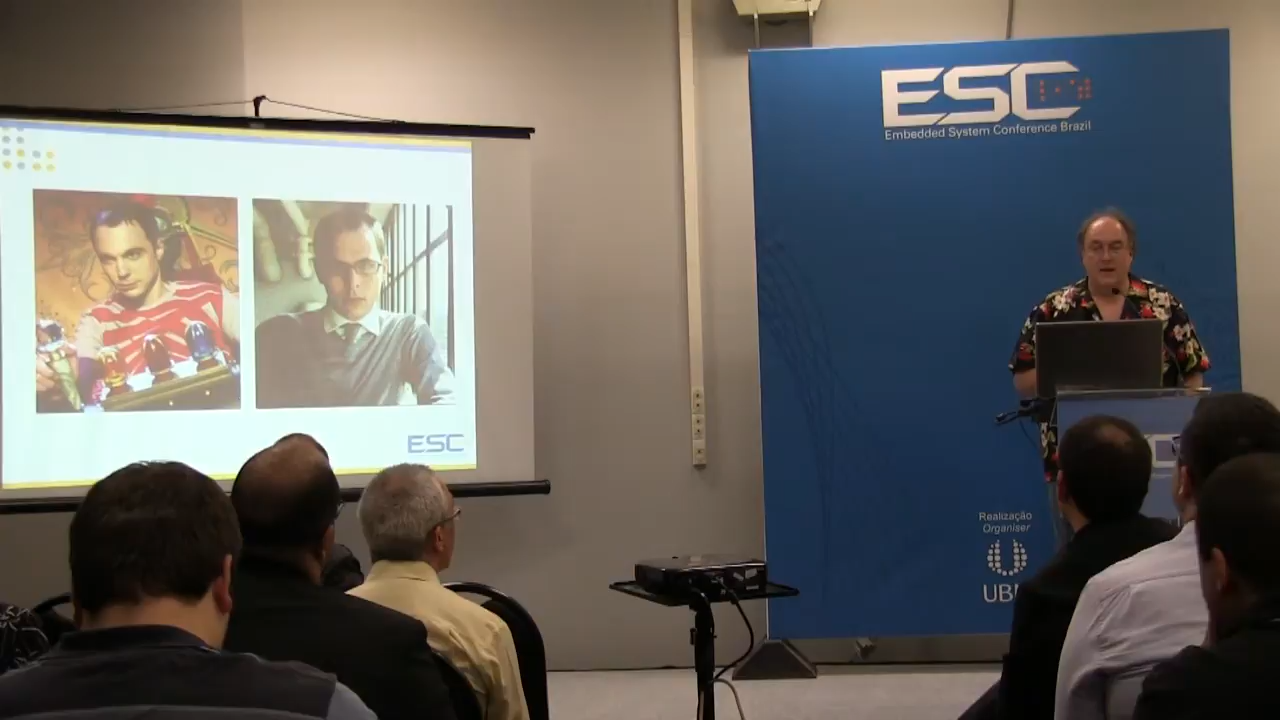 ESC
Embedded System Conference Brazil
ESC
Realização
Organiser